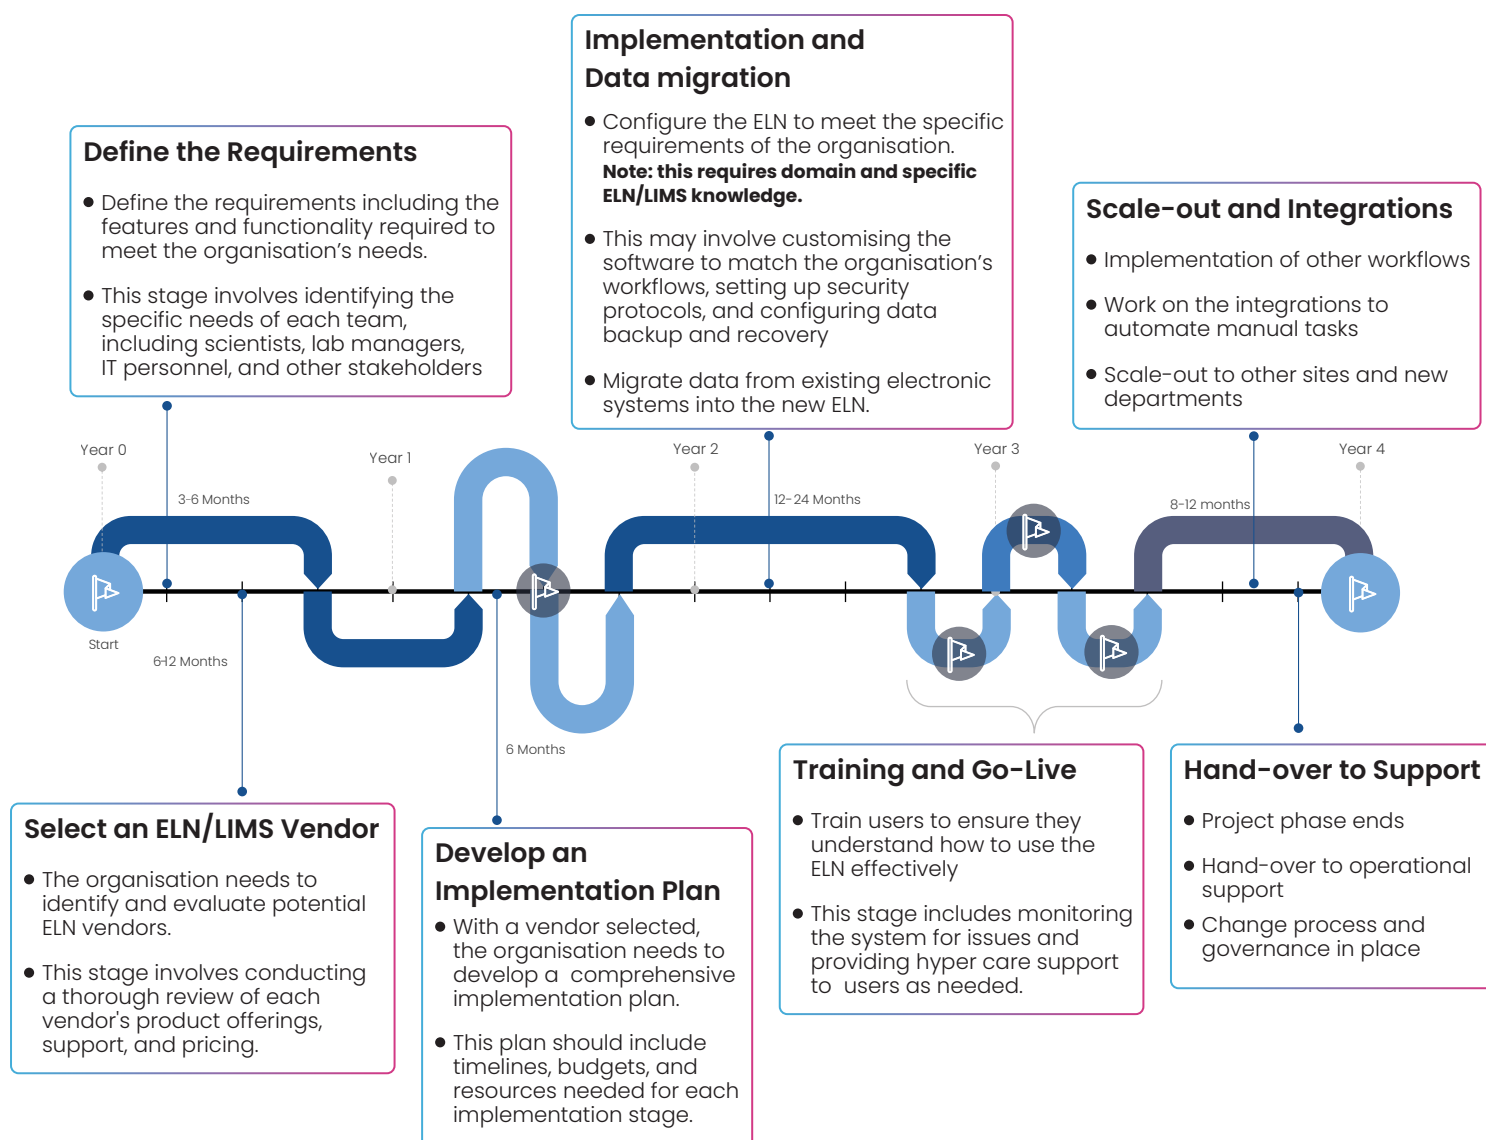 Implementation and
Data migration
Configure the ELN to meet the specific
requirements of the organisation.
Note: this requires domain and specific
ELN/LIMS knowledge.
This may involve customising the
software to match the organisation's
workflows, setting up security
protocols, and configuring data
backup and recovery
Migrate data from existing electronic
systems into the new ELN.
Define the Requirements
Define the requirements including the
features and functionality required to
meet the organisation's needs.
This stage involves identifying the
specific needs of each team,
including scientists, lab managers,
IT personnel, and other stakeholders
Scale-out and Integrations
Implementation of other workflows
Work on the integrations to
automate manual tasks
Scale-out to other sites and new
departments
Year 0
Year 1
Year 2
Year 3
Year 4
3-6 Months
12-24 Months
8-12 months
Start
6-12 Months
6 Months
Select an ELN/LIMS Vendor
The organisation needs to
identify and evaluate potential
ELN vendors.
This stage involves conducting
a thorough review of each
vendor's product offerings,
support, and pricing.
Develop an
Implementation Plan
With a vendor selected,
the organisation needs to
develop a comprehensive
implementation plan.
This plan should include
timelines, budgets, and
resources needed for each
implementation stage.
Training and Go-Live
Train users to ensure they
understand how to use the
ELN effectively
This stage includes monitoring
the system for issues and
providing hyper care support
to users as needed.
Hand-over to Support
Project phase ends
Hand-over to operational
support
Change process and
governance in place